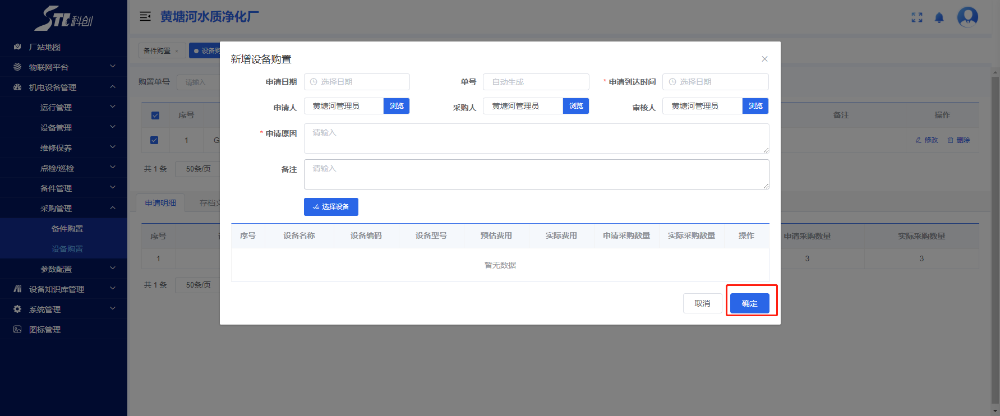 STL科创
厂站地图
物联网平台
机电设备管理
运行管理
设备管理
维修保养
点检/巡检
备件管理
采购管理
备件购置
设备购置
参数配置
设备知识库管理
系统管理
图标管理
黄塘河水质净化厂
备件购置 ×
设备购
购置单号 请输入
序号 备注 操作
1 G 修改 删除
共 1 条 50条/页
申请明细 存档文
序号 申请采购数量 实际采购数量
1 3 3
共 1 条 50条/页
新增设备购置
申请日期 选择日期 单号 自动生成 * 申请到达时间 选择日期
申请人 黄塘河管理员 浏览 采购人 黄塘河管理员 浏览 审核人 黄塘河管理员 浏览
* 申请原因 请输入
备注 请输入
选择设备
序号 设备名称 设备编码 设备型号 预估费用 实际费用 申请采购数量 实际采购数量 操作
暂无数据
取消 确定